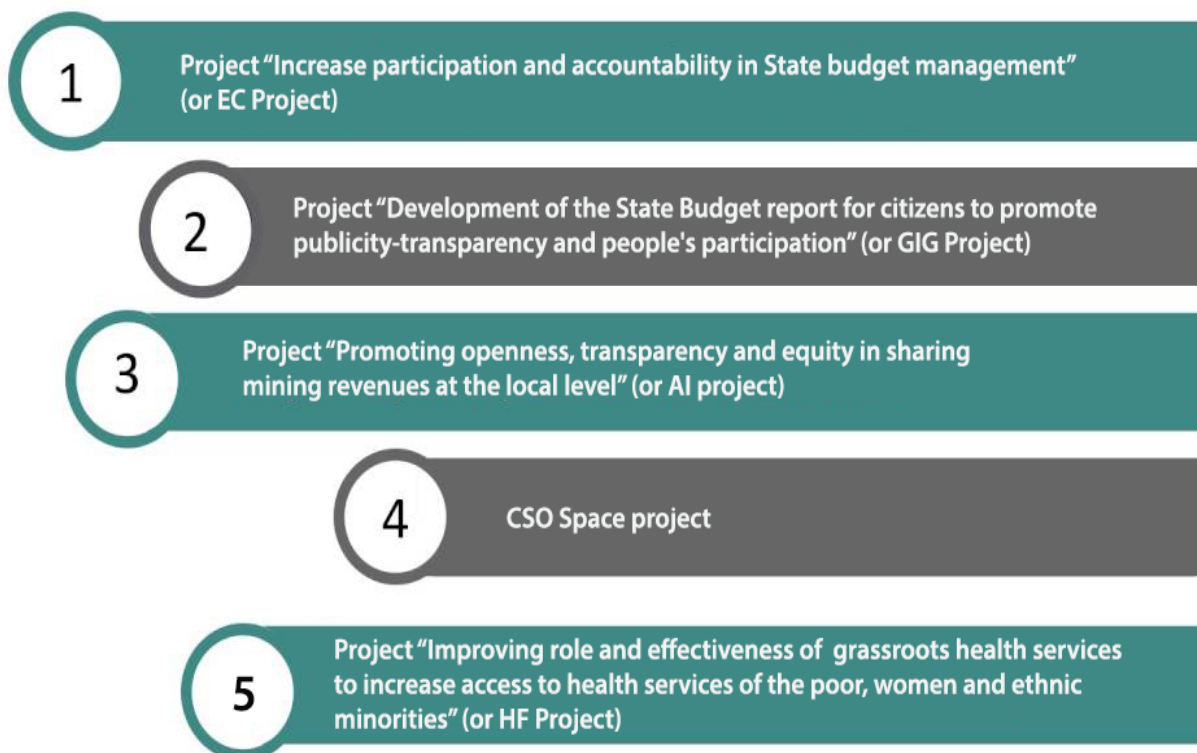 1
Project “Increase participation and accountability in State budget management”
(or EC Project)
2
Project “Development of the State Budget report for citizens to promote
publicity-transparency and people's participation” (or GIG Project)
3
Project “Promoting openness, transparency and equity in sharing
mining revenues at the local level” (or AI project)
4
CSO Space project
5
Project “Improving role and effectiveness of grassroots health services
to increase access to health services of the poor, women and ethnic
minorities” (or HF Project)